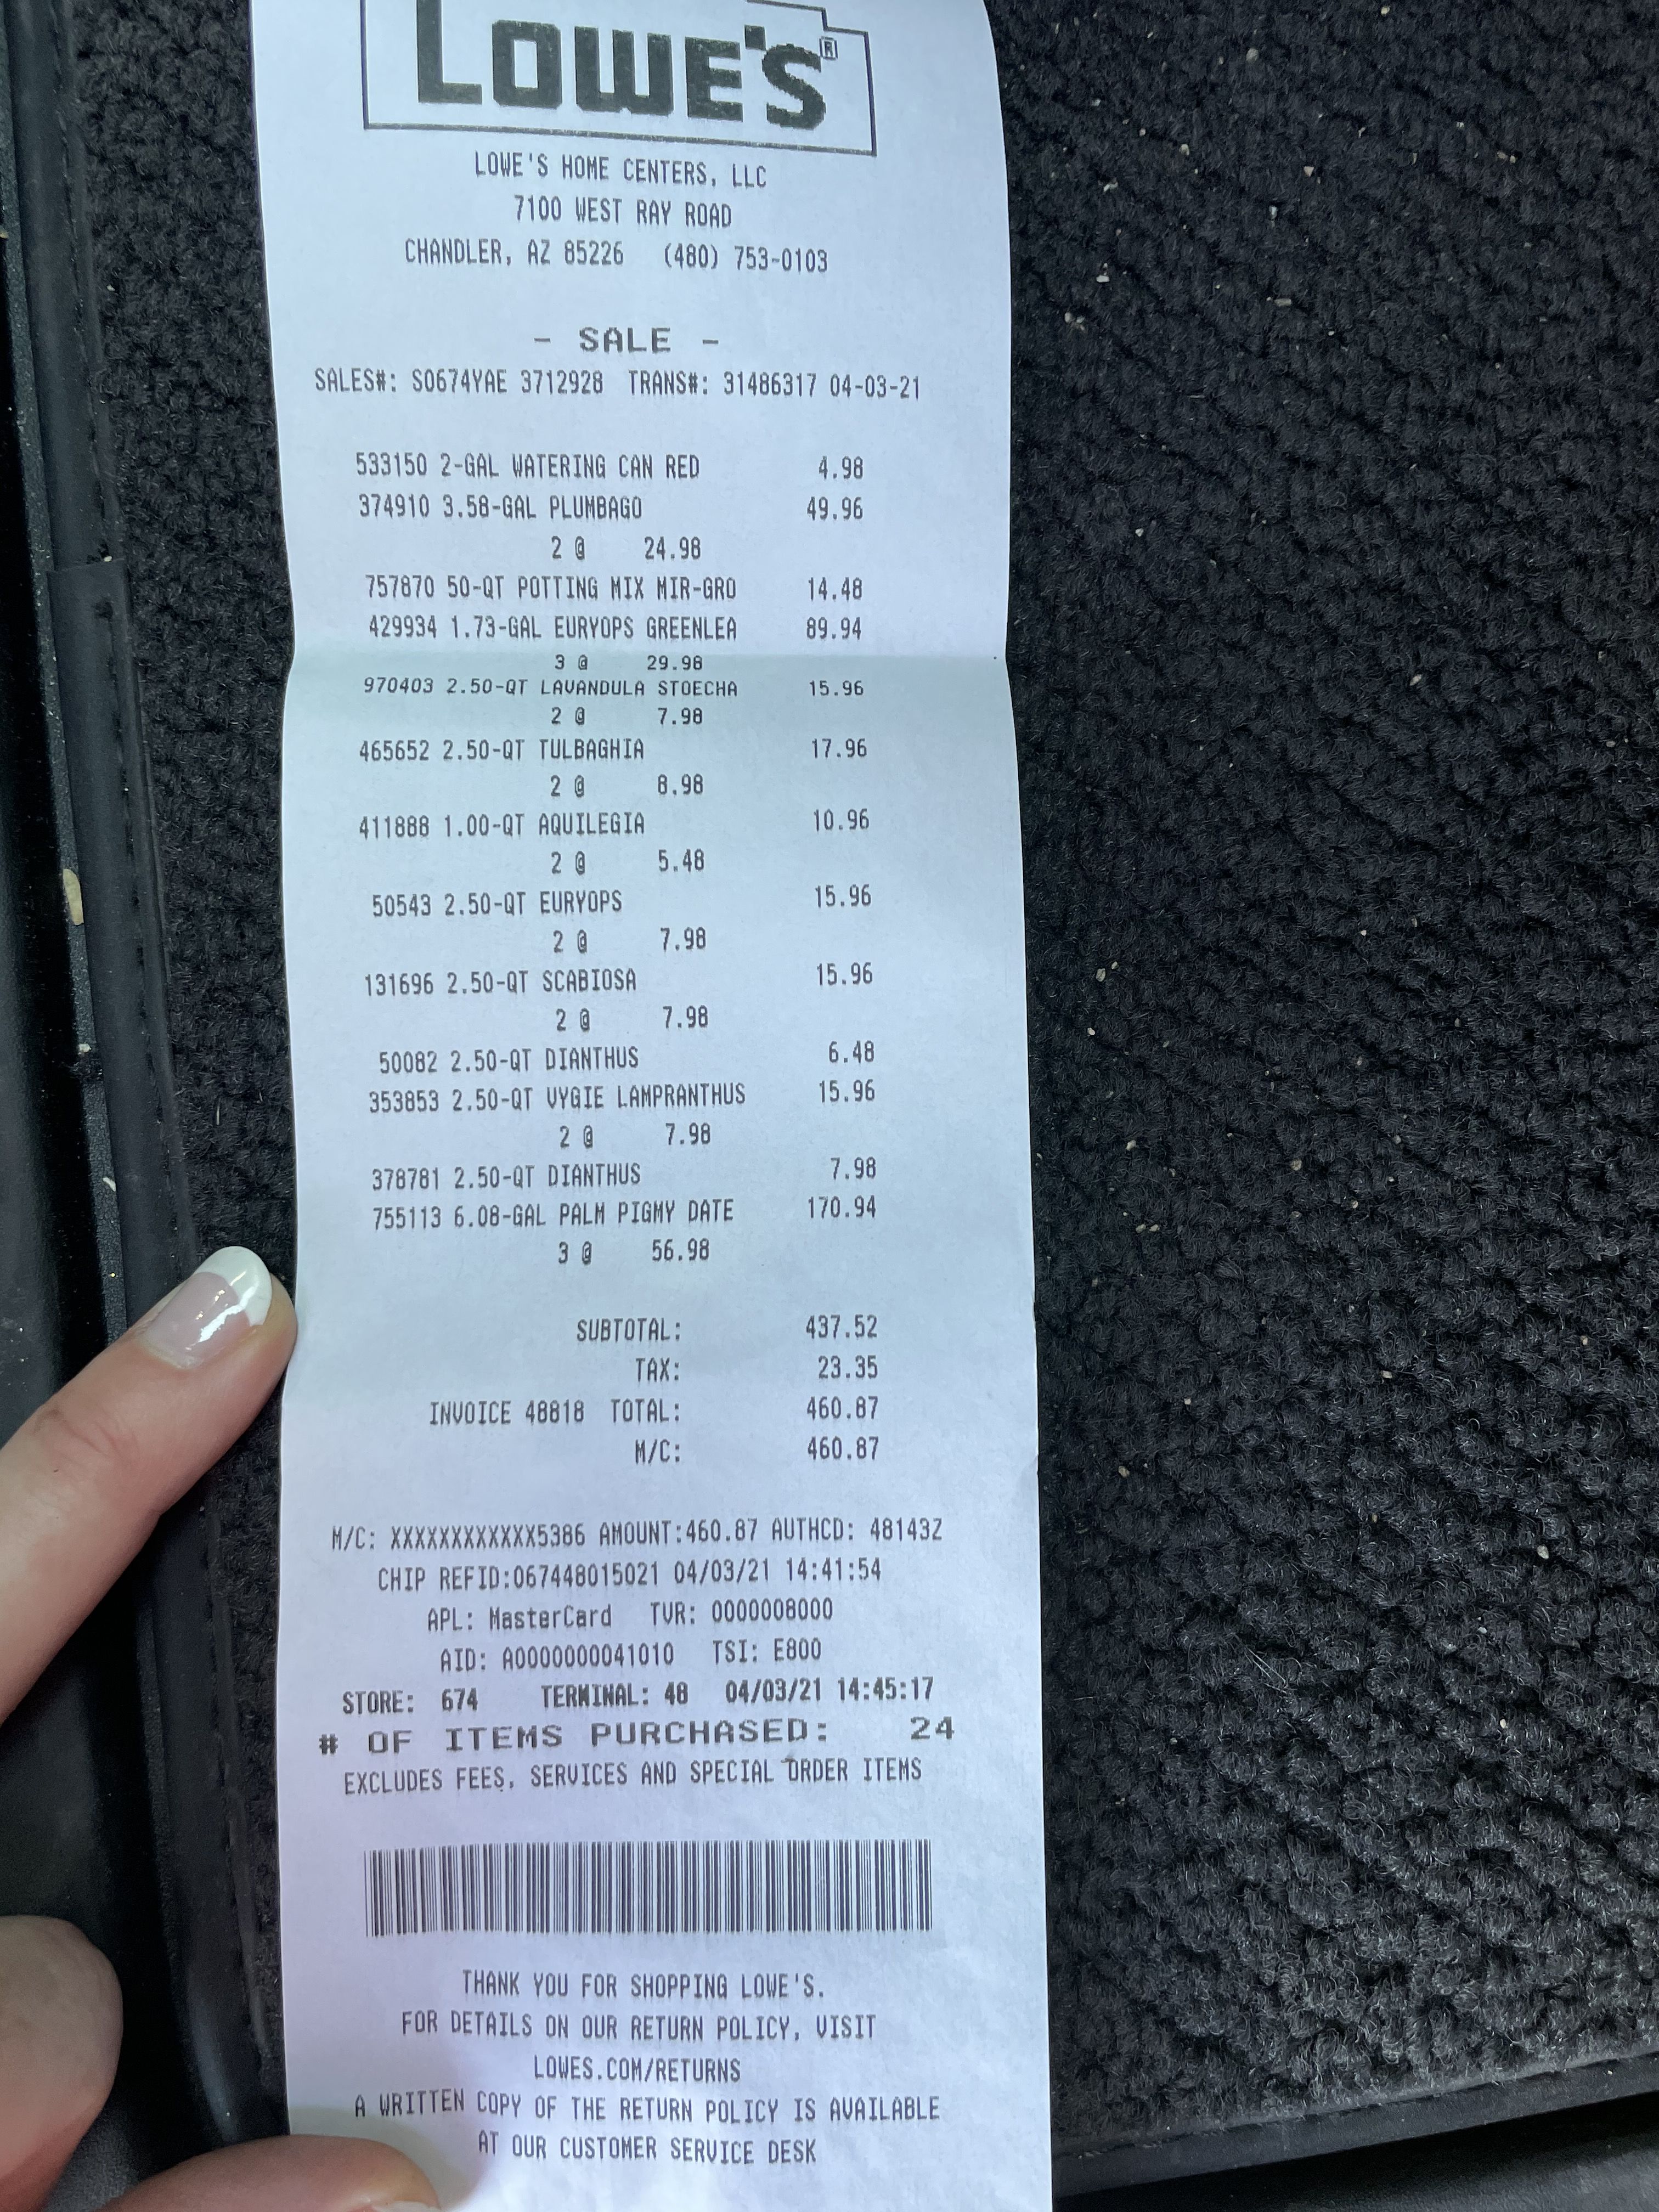 LOWE'S®
LOWE'S HOME CENTERS, LLC
7100 WEST RAY ROAD
CHANDLER, AZ 85226 (480) 753-0103
- SALE -
SALES#: S0674YAE 3712928 TRANS#: 31486317 04-03-21
533150 2-GAL WATERING CAN RED 4.98
374910 3.58-GAL PLUMBAGO 49.96
2 @ 24.98
757870 50-QT POTTING MIX MIR-GRO 14.48
429934 1.73-GAL EURYOPS GREENLEA 89.94
3 @ 29.98
970403 2.50-QT LAVANDULA STOECHA 15.96
2 @ 7.98
465652 2.50-QT TULBAGHIA 17.96
2 @ 8.98
411888 1.00-QT AQUILEGIA 10.96
2 @ 5.48
50543 2.50-QT EURYOPS 15.96
2 @ 7.98
131696 2.50-QT SCABIOSA 15.96
2 @ 7.98
50082 2.50-QT DIANTHUS 6.48
353853 2.50-QT VYGIE LAMPRANTHUS 15.96
2 @ 7.98
378781 2.50-QT DIANTHUS 7.98
755113 6.08-GAL PALM PIGMY DATE 170.94
3 @ 56.98
SUBTOTAL: 437.52
TAX: 23.35
INVOICE 48818 TOTAL: 460.87
M/C: 460.87
M/C: XXXXXXXXXXXX5386 AMOUNT:460.87 AUTHCD: 48143Z
CHIP REFID:067448015021 04/03/21 14:41:54
APL: MasterCard TVR: 0000008000
AID: A0000000041010 TSI: E800
STORE: 674 TERMINAL: 48 04/03/21 14:45:17
# OF ITEMS PURCHASED: 24
EXCLUDES FEES, SERVICES AND SPECIAL ORDER ITEMS
THANK YOU FOR SHOPPING LOWE'S.
FOR DETAILS ON OUR RETURN POLICY, VISIT
LOWES.COM/RETURNS
A WRITTEN COPY OF THE RETURN POLICY IS AVAILABLE
AT OUR CUSTOMER SERVICE DESK